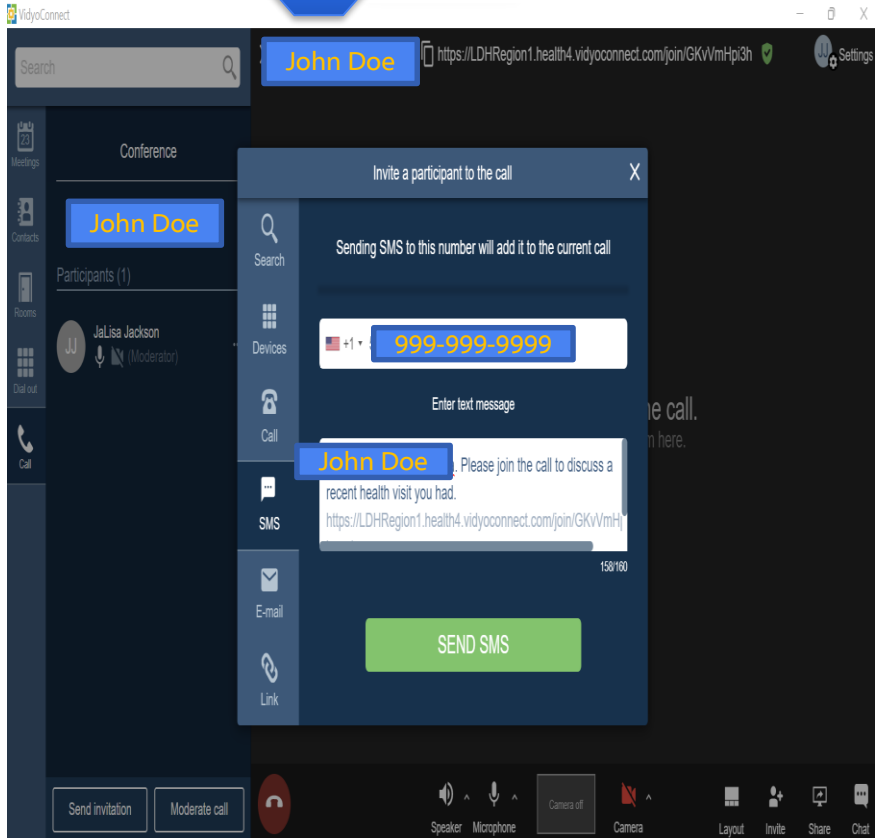 VidyoConnect
Search
John Doe
https://LDHRegion1.health4.vidyoconnect.com/join/GKvVmHpi3h
JJ
Settings
23
Meetings
Contacts
Rooms
Dial out
Call
Conference
John Doe
Participants (1)
JJ
JaLisa Jackson
(Moderator)
Invite a participant to the call
X
Search
Devices
Call
SMS
E-mail
Link
Sending SMS to this number will add it to the current call
+1
999-999-9999
Enter text message
John Doe . Please join the call to discuss a
recent health visit you had.
https://LDHRegion1.health4.vidyoconnect.com/join/GKvVmH
158/160
SEND SMS
e call.
here.
Send invitation
Moderate call
Speaker
Microphone
Camera off
Camera
Layout
Invite
Share
Chat